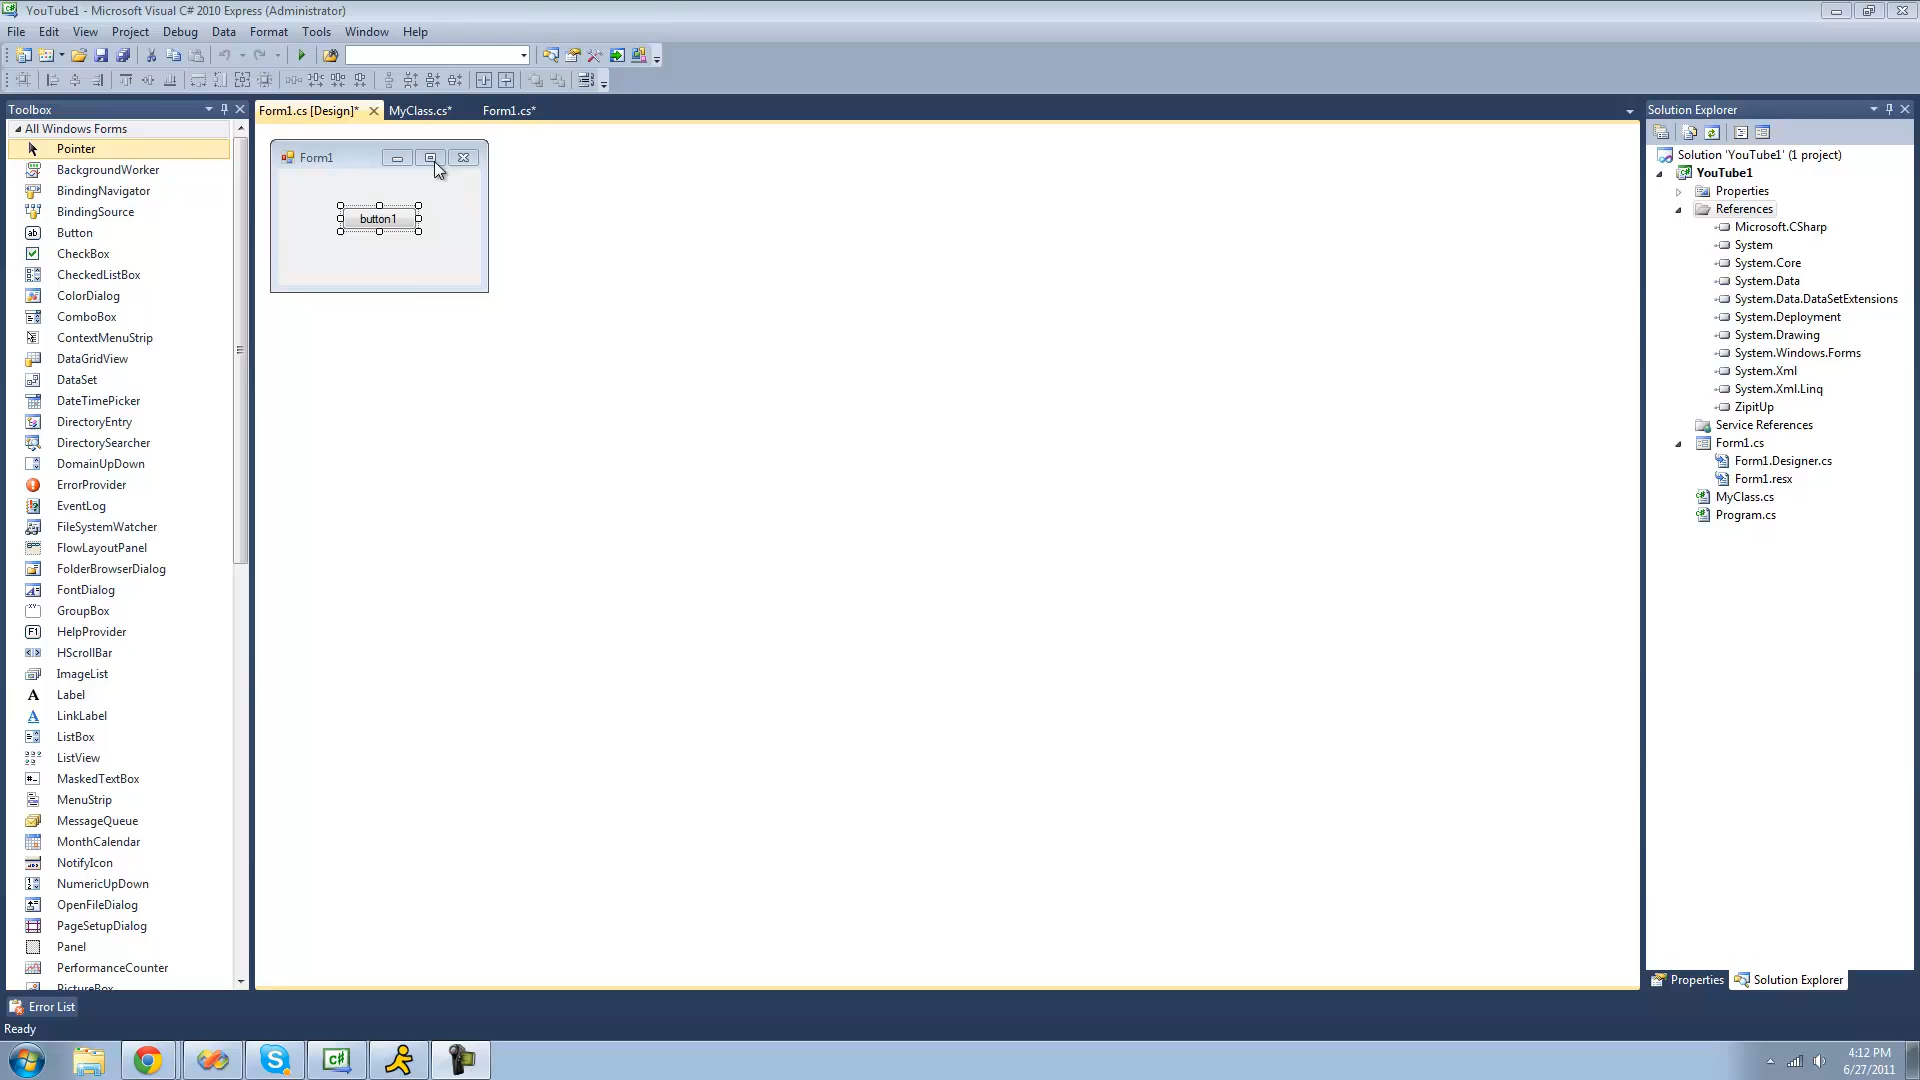 YouTube1 - Microsoft Visual C# 2010 Express (Administrator)
File Edit View Project Debug Data Format Tools Window Help
Toolbox
All Windows Forms
Pointer
BackgroundWorker
BindingNavigator
BindingSource
Button
CheckBox
CheckedListBox
ColorDialog
ComboBox
ContextMenuStrip
DataGridView
DataSet
DateTimePicker
DirectoryEntry
DirectorySearcher
DomainUpDown
ErrorProvider
EventLog
FileSystemWatcher
FlowLayoutPanel
FolderBrowserDialog
FontDialog
GroupBox
HelpProvider
HScrollBar
ImageList
Label
LinkLabel
ListBox
ListView
MaskedTextBox
MenuStrip
MessageQueue
MonthCalendar
NotifyIcon
NumericUpDown
OpenFileDialog
PageSetupDialog
Panel
PerformanceCounter
PictureBox
Form1.cs [Design]* MyClass.cs* Form1.cs*
Form1
button1
Solution Explorer
Solution 'YouTube1' (1 project)
YouTube1
Properties
References
Microsoft.CSharp
System
System.Core
System.Data
System.Data.DataSetExtensions
System.Deployment
System.Drawing
System.Windows.Forms
System.Xml
System.Xml.Linq
ZipitUp
Service References
Form1.cs
Form1.Designer.cs
Form1.resx
MyClass.cs
Program.cs
Properties Solution Explorer
Error List
Ready
4:12 PM
6/27/2011